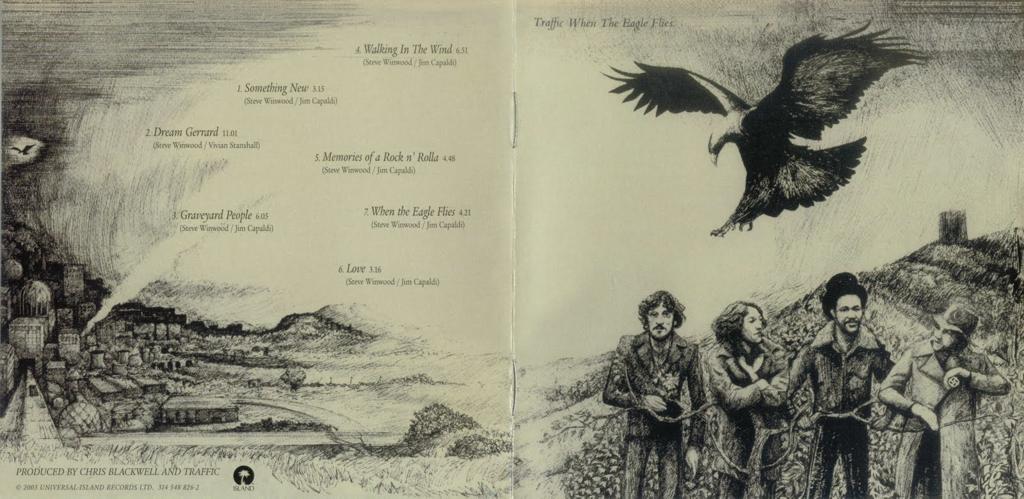 Traffic When The Eagle Flies
4. Walking In The Wind 6.51
(Steve Winwood / Jim Capaldi)
1. Something New 3.15
(Steve Winwood / Jim Capaldi)
2. Dream Gerrard 11.01
(Steve Winwood / Vivian Stanshall)
5. Memories of a Rock n' Rolla 4.48
(Steve Winwood / Jim Capaldi)
3. Graveyard People 6.05
(Steve Winwood / Jim Capaldi)
7. When the Eagle Flies 4.21
(Steve Winwood / Jim Capaldi)
6. Love 3.16
(Steve Winwood / Jim Capaldi)
PRODUCED BY CHRIS BLACKWELL AND TRAFFIC
© 2003 UNIVERSAL-ISLAND RECORDS LTD. 314 548 826-2
ISLAND